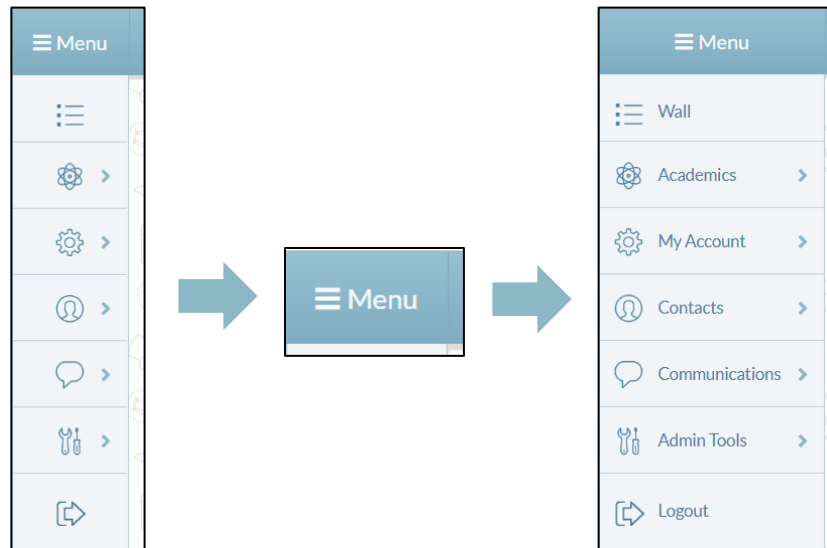 Menu
Menu
Menu
Wall
Academics
My Account
Contacts
Communications
Admin Tools
Logout